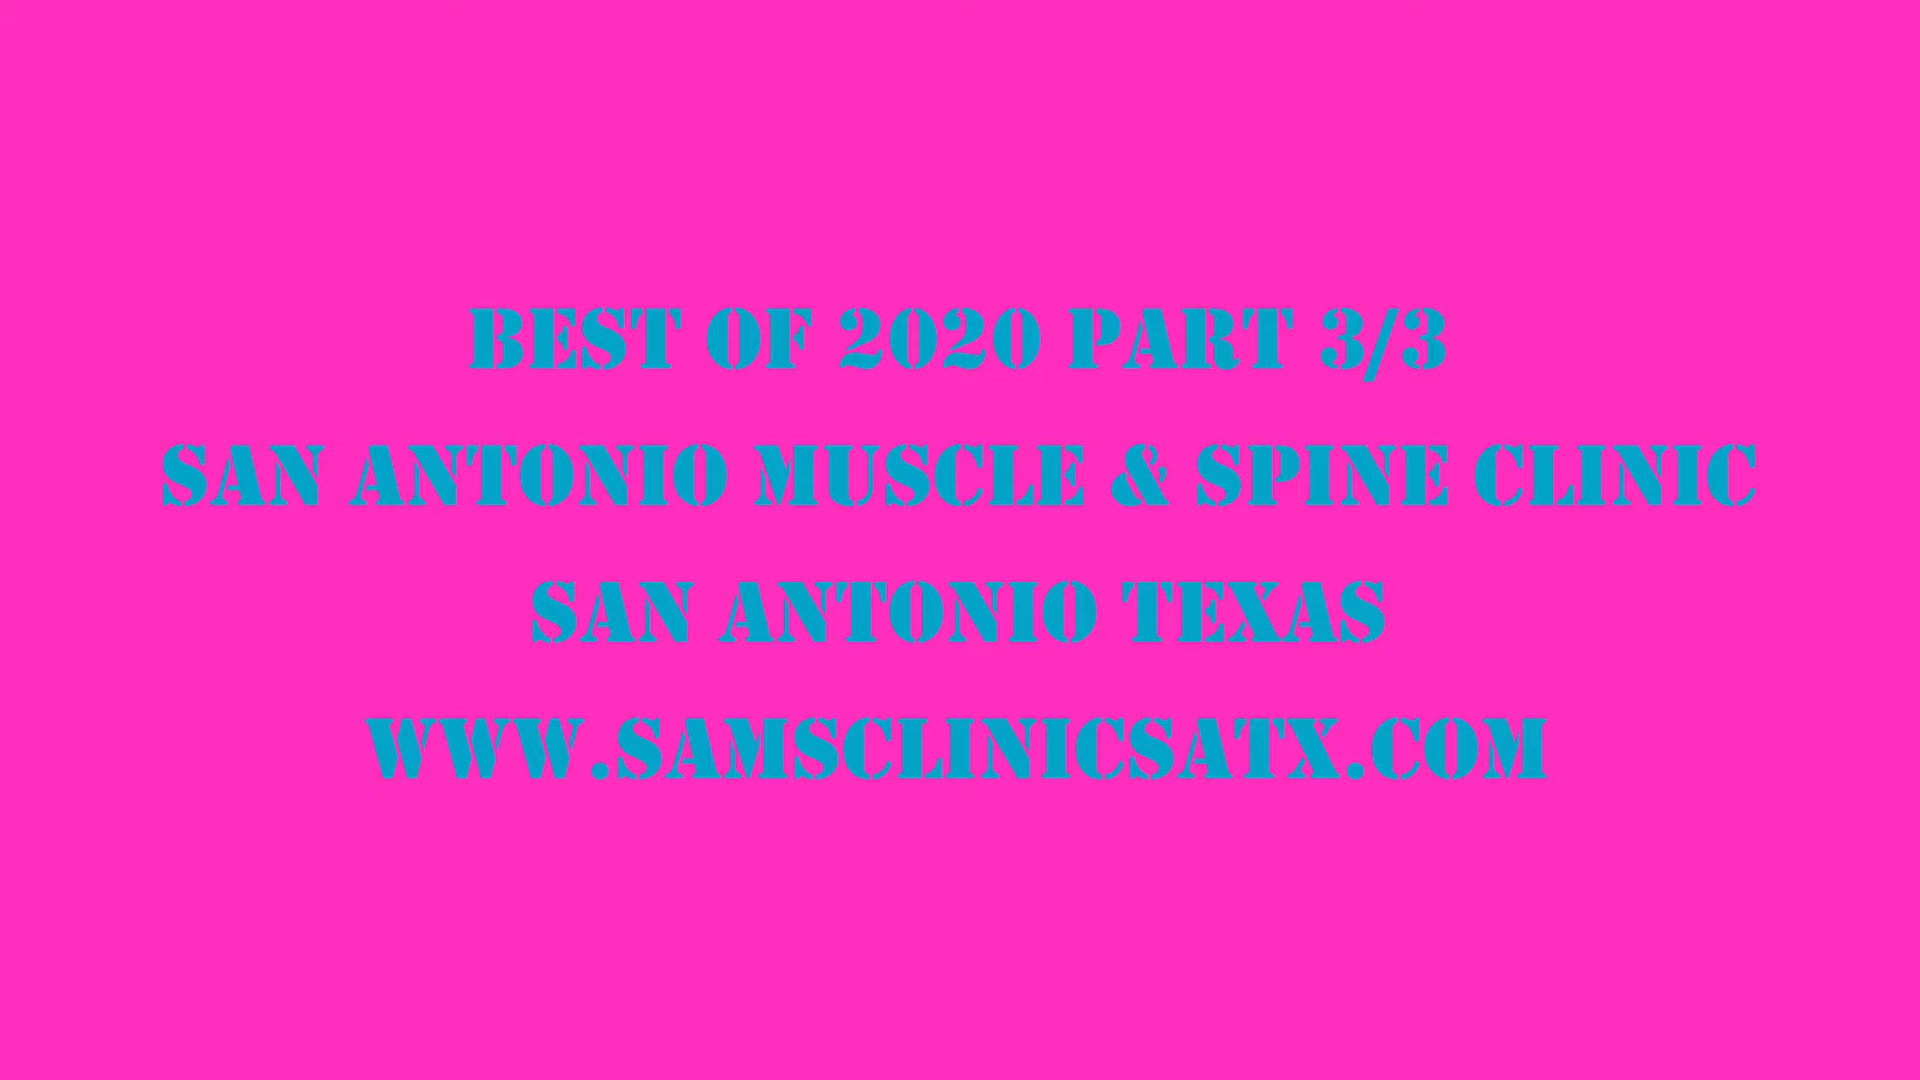 BEST OF 2020 PART 3/3
SAN ANTONIO MUSCLE & SPINE CLINIC
SAN ANTONIO TEXAS
WWW.SAMSCLINICSATX.COM